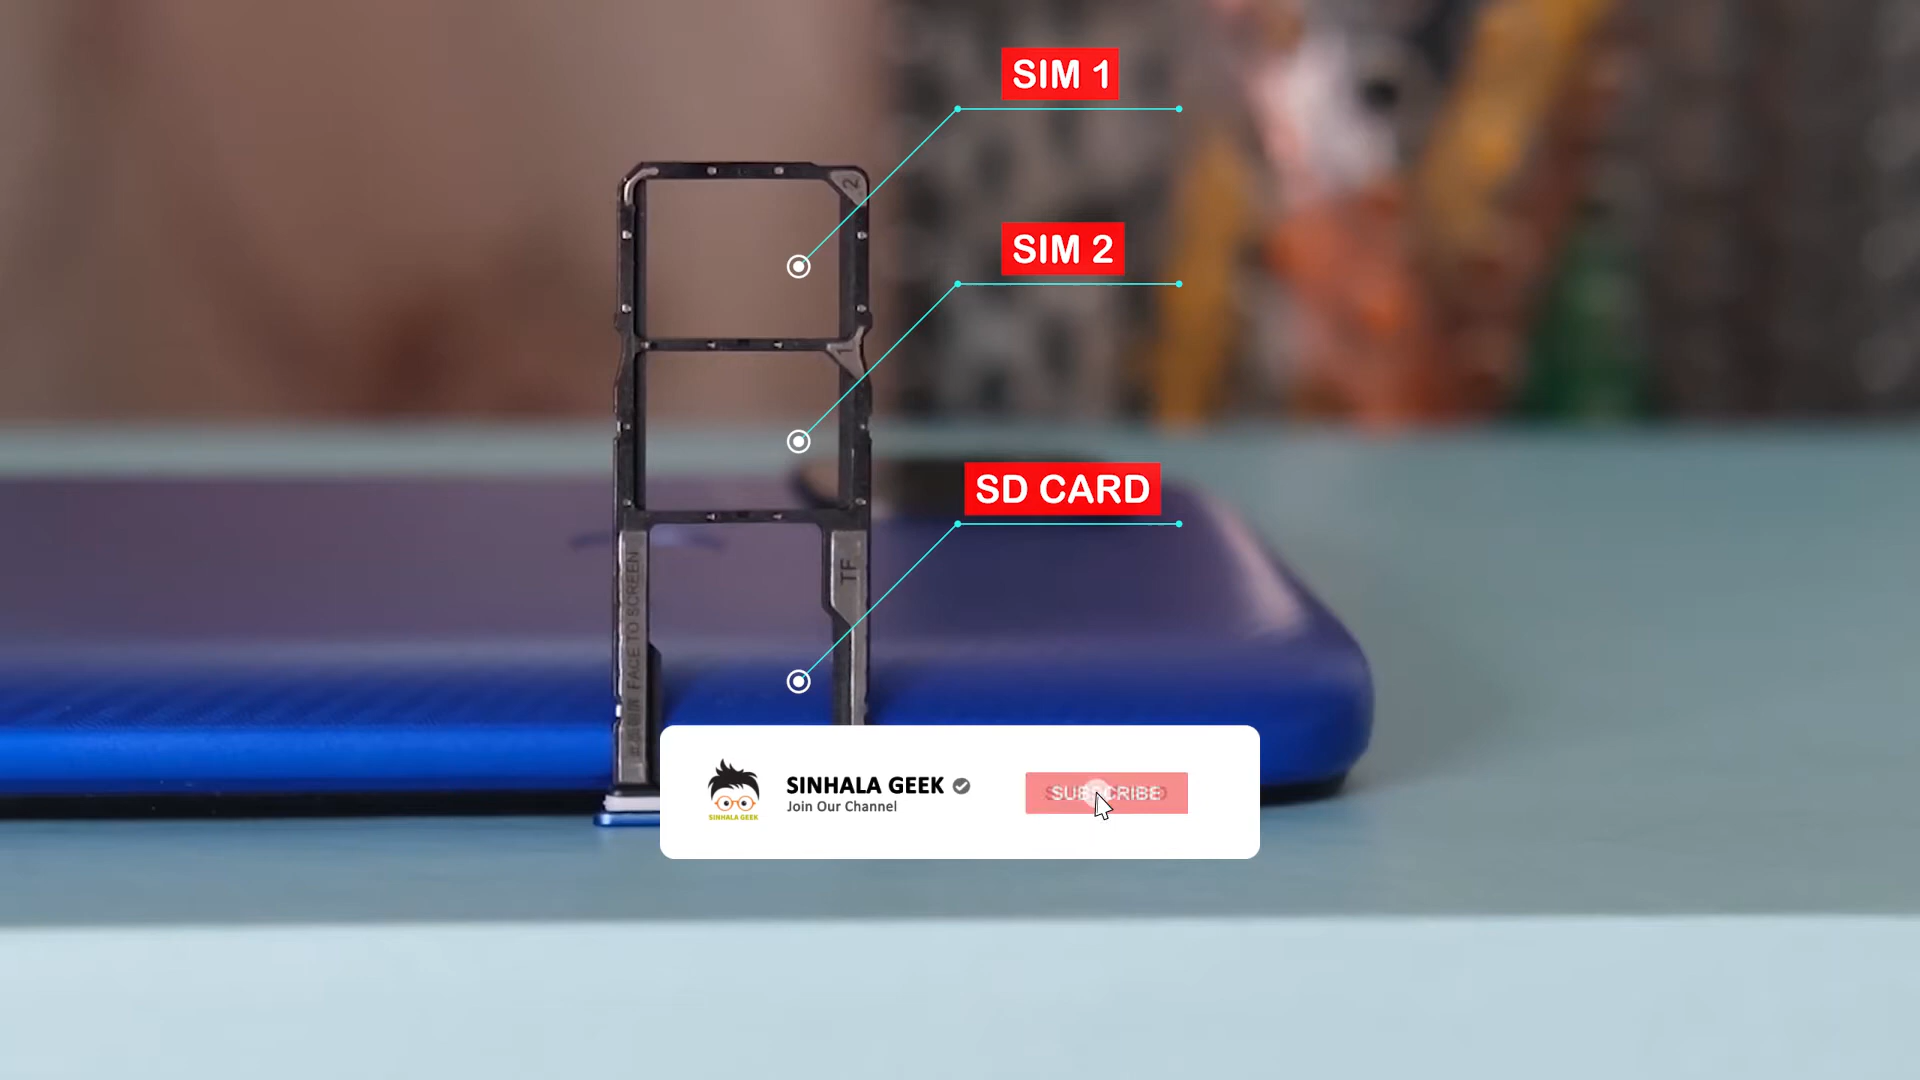 SIM 1
2
SIM 2
1
SD CARD
TF
FACE TO SCREEN
SINHALA GEEK
Join Our Channel
SINHALA GEEK